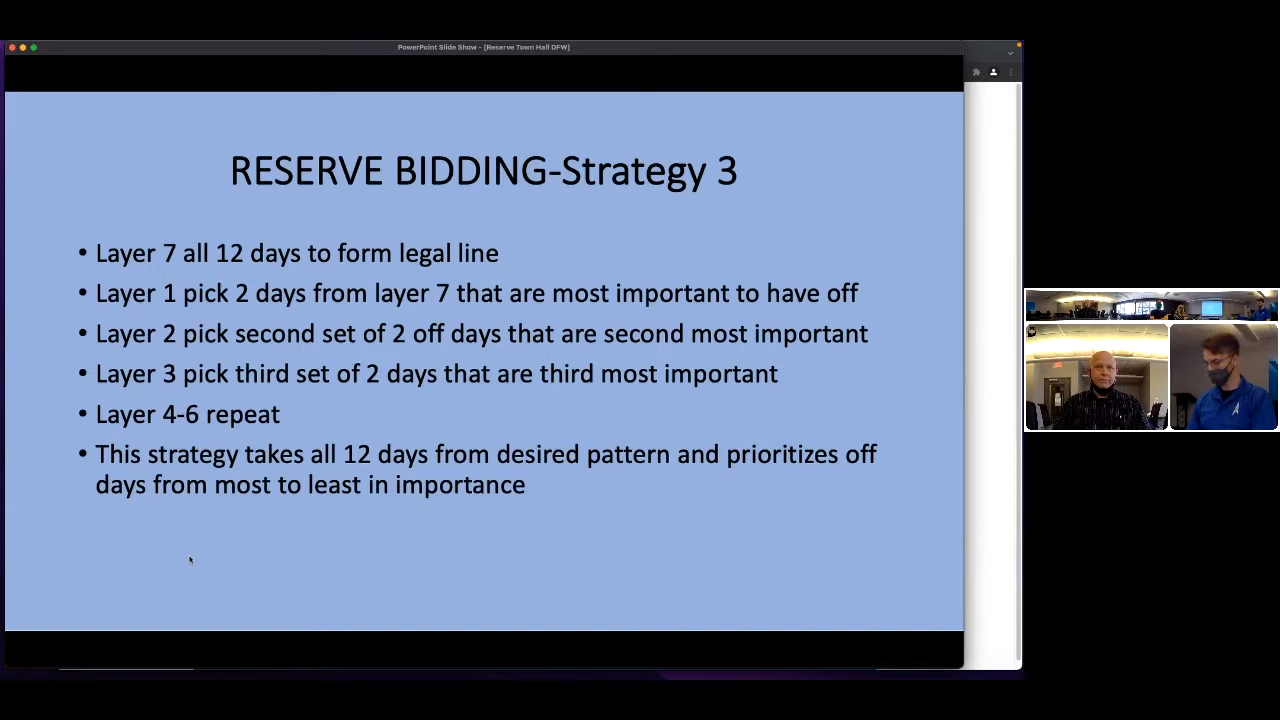 PowerPoint Slide Show - [Reserve Town Hall DFW]
RESERVE BIDDING-Strategy 3
• Layer 7 all 12 days to form legal line
• Layer 1 pick 2 days from layer 7 that are most important to have off
• Layer 2 pick second set of 2 off days that are second most important
• Layer 3 pick third set of 2 days that are third most important
• Layer 4-6 repeat
• This strategy takes all 12 days from desired pattern and prioritizes off
days from most to least in importance